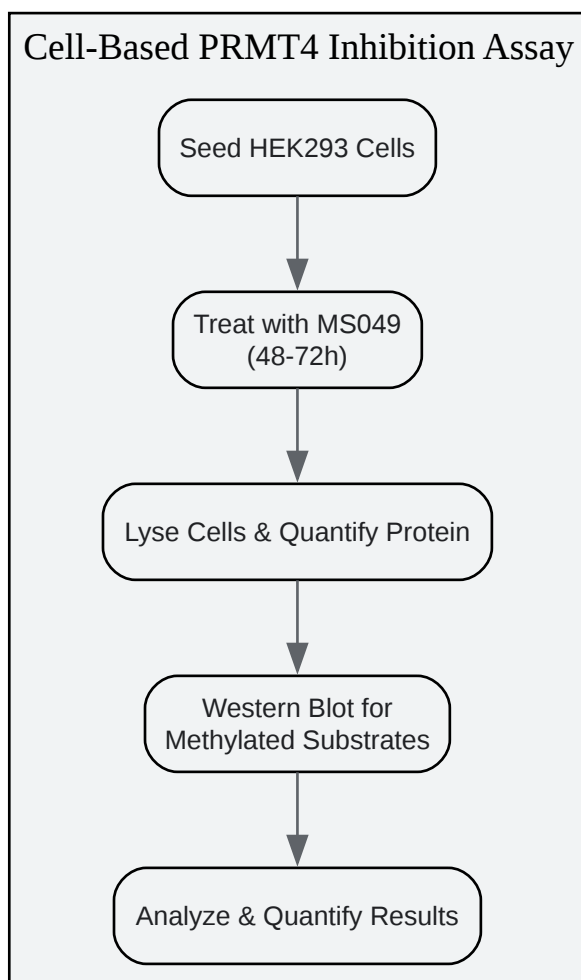 Cell-Based PRMT4 Inhibition Assay
Seed HEK293 Cells
Treat with MS049
(48-72h)
Lyse Cells & Quantify Protein
Western Blot for
Methylated Substrates
Analyze & Quantify Results